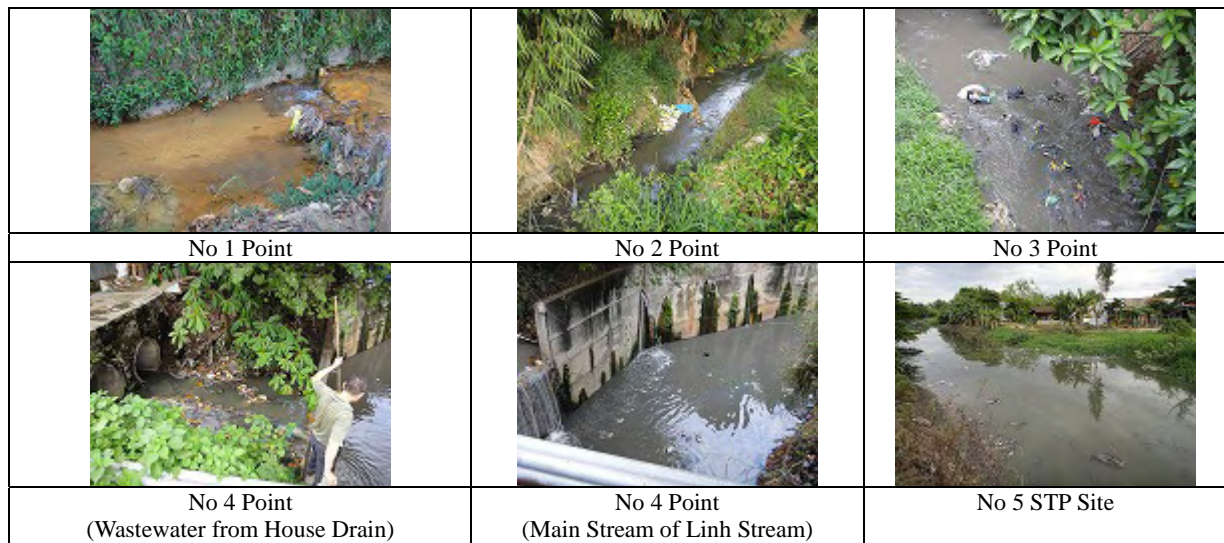 No 1 Point
No 2 Point
No 3 Point
No 4 Point
(Wastewater from House Drain)
No 4 Point
(Main Stream of Linh Stream)
No 5 STP Site